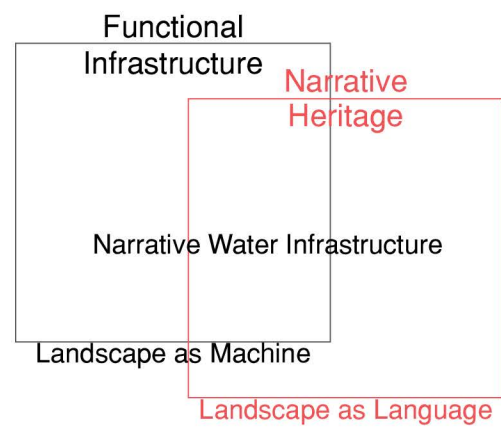 Functional
Infrastructure
Narrative
Heritage
Narrative Water Infrastructure
Landscape as Machine
Landscape as Language